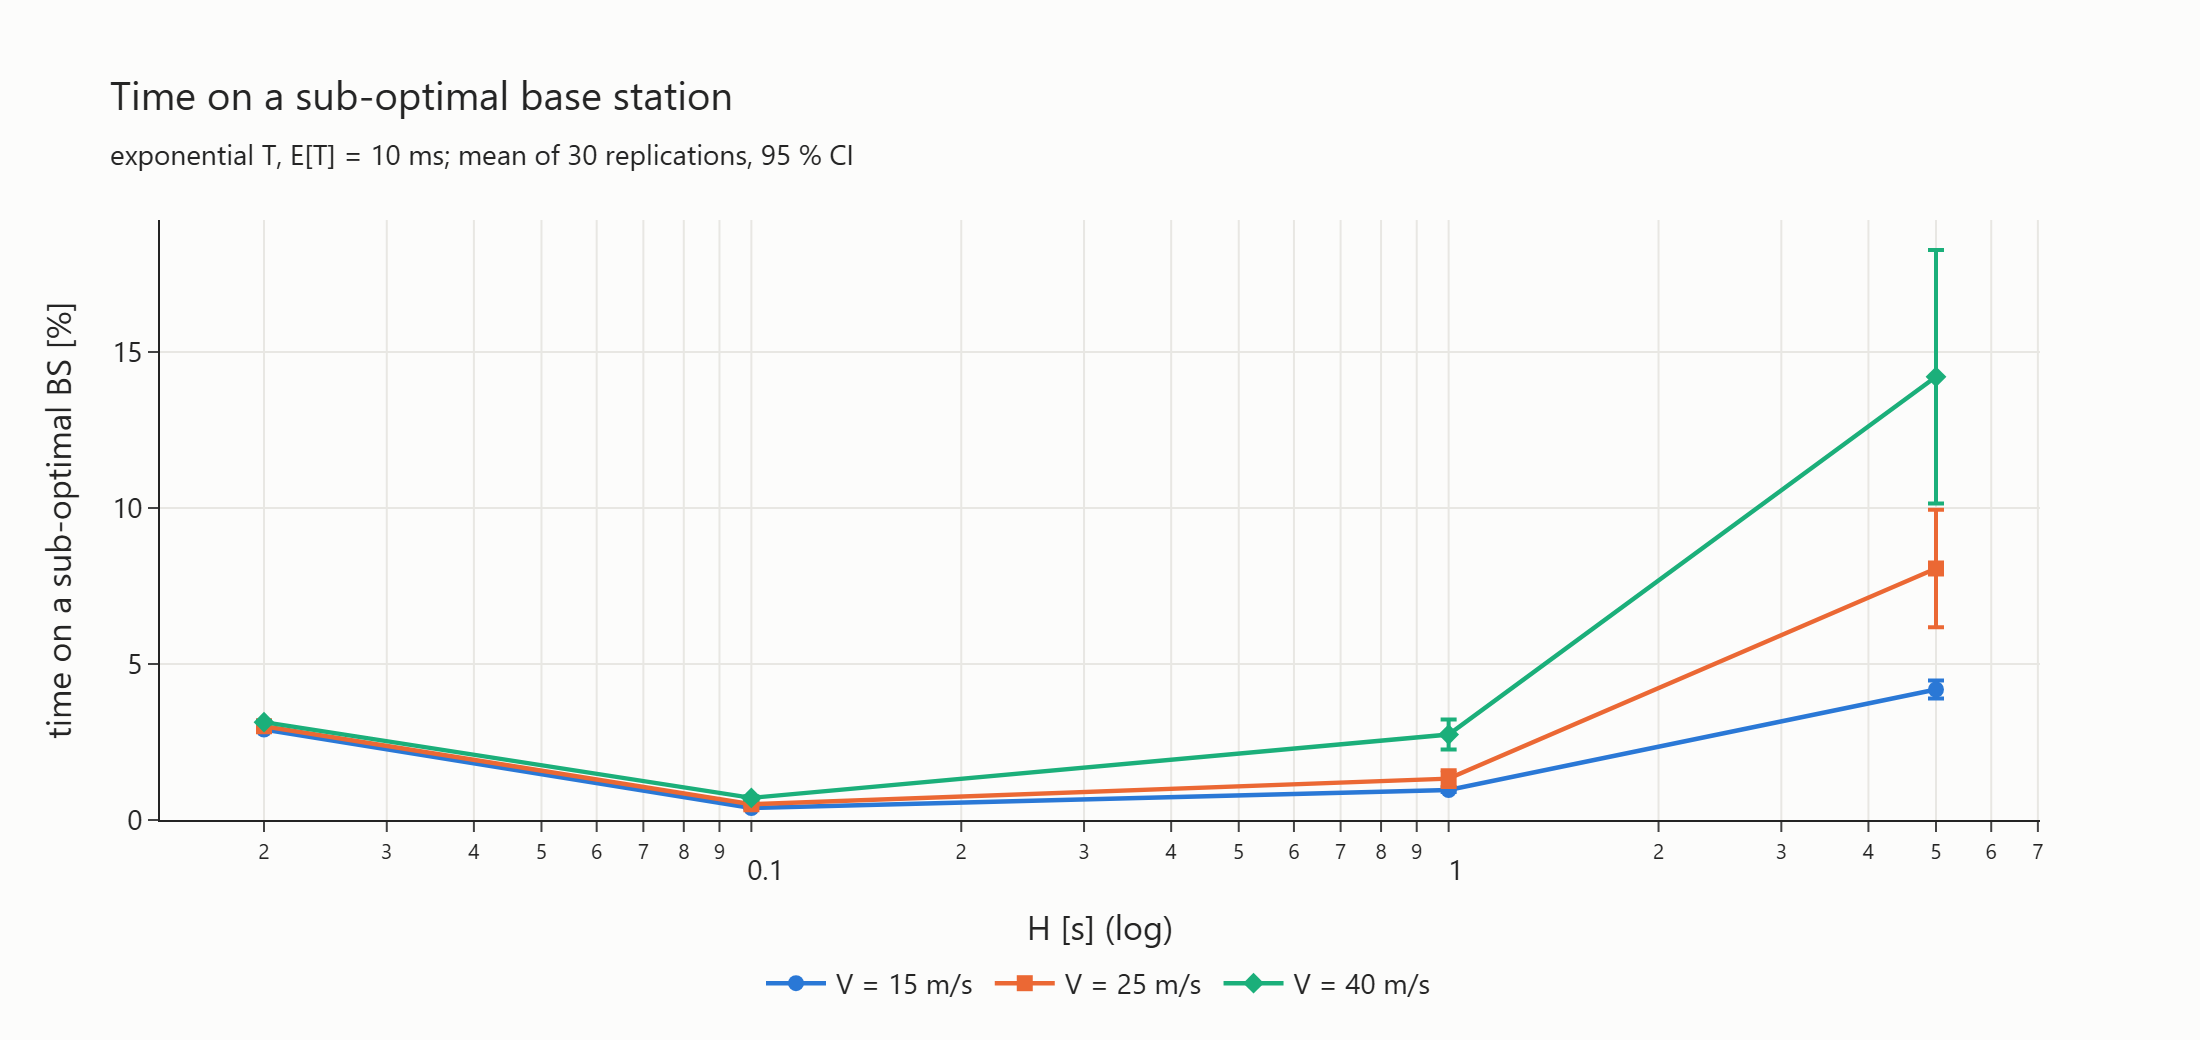 Time on a sub-optimal base station
exponential T, E[T] = 10 ms; mean of 30 replications, 95 % CI
time on a sub-optimal BS [%]
15
10
5
0
2 3 4 5 6 7 8 9 2 3 4 5 6 7 8 9 2 3 4 5 6 7
0.1 1
H [s] (log)
V = 15 m/s V = 25 m/s V = 40 m/s